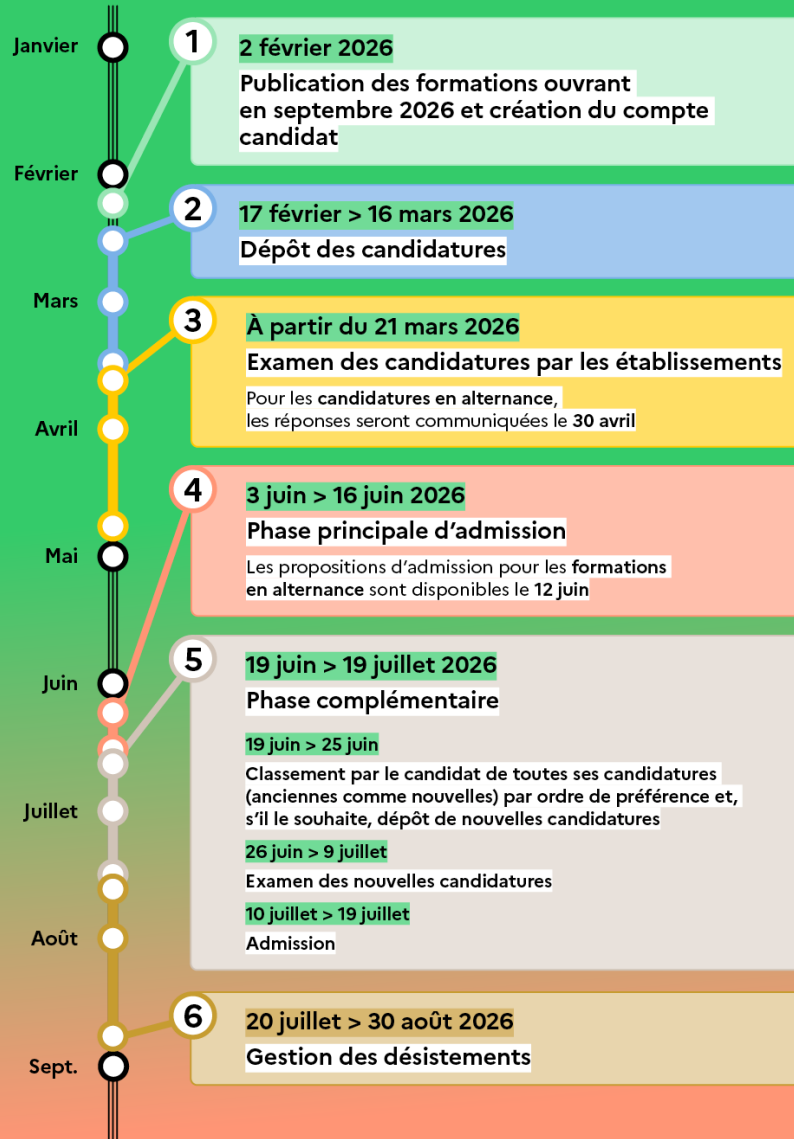 Janvier
1
2 février 2026
Publication des formations ouvrant
en septembre 2026 et création du compte
candidat
Février
2
17 février > 16 mars 2026
Dépôt des candidatures
Mars
3
À partir du 21 mars 2026
Examen des candidatures par les établissements
Pour les candidatures en alternance,
les réponses seront communiquées le 30 avril
Avril
4
3 juin > 16 juin 2026
Phase principale d’admission
Les propositions d’admission pour les formations
en alternance sont disponibles le 12 juin
Mai
Juin
5
19 juin > 19 juillet 2026
Phase complémentaire
19 juin > 25 juin
Classement par le candidat de toutes ses candidatures
(anciennes comme nouvelles) par ordre de préférence et,
s’il le souhaite, dépôt de nouvelles candidatures
Juillet
26 juin > 9 juillet
Examen des nouvelles candidatures
10 juillet > 19 juillet
Admission
Août
6
20 juillet > 30 août 2026
Gestion des désistements
Sept.